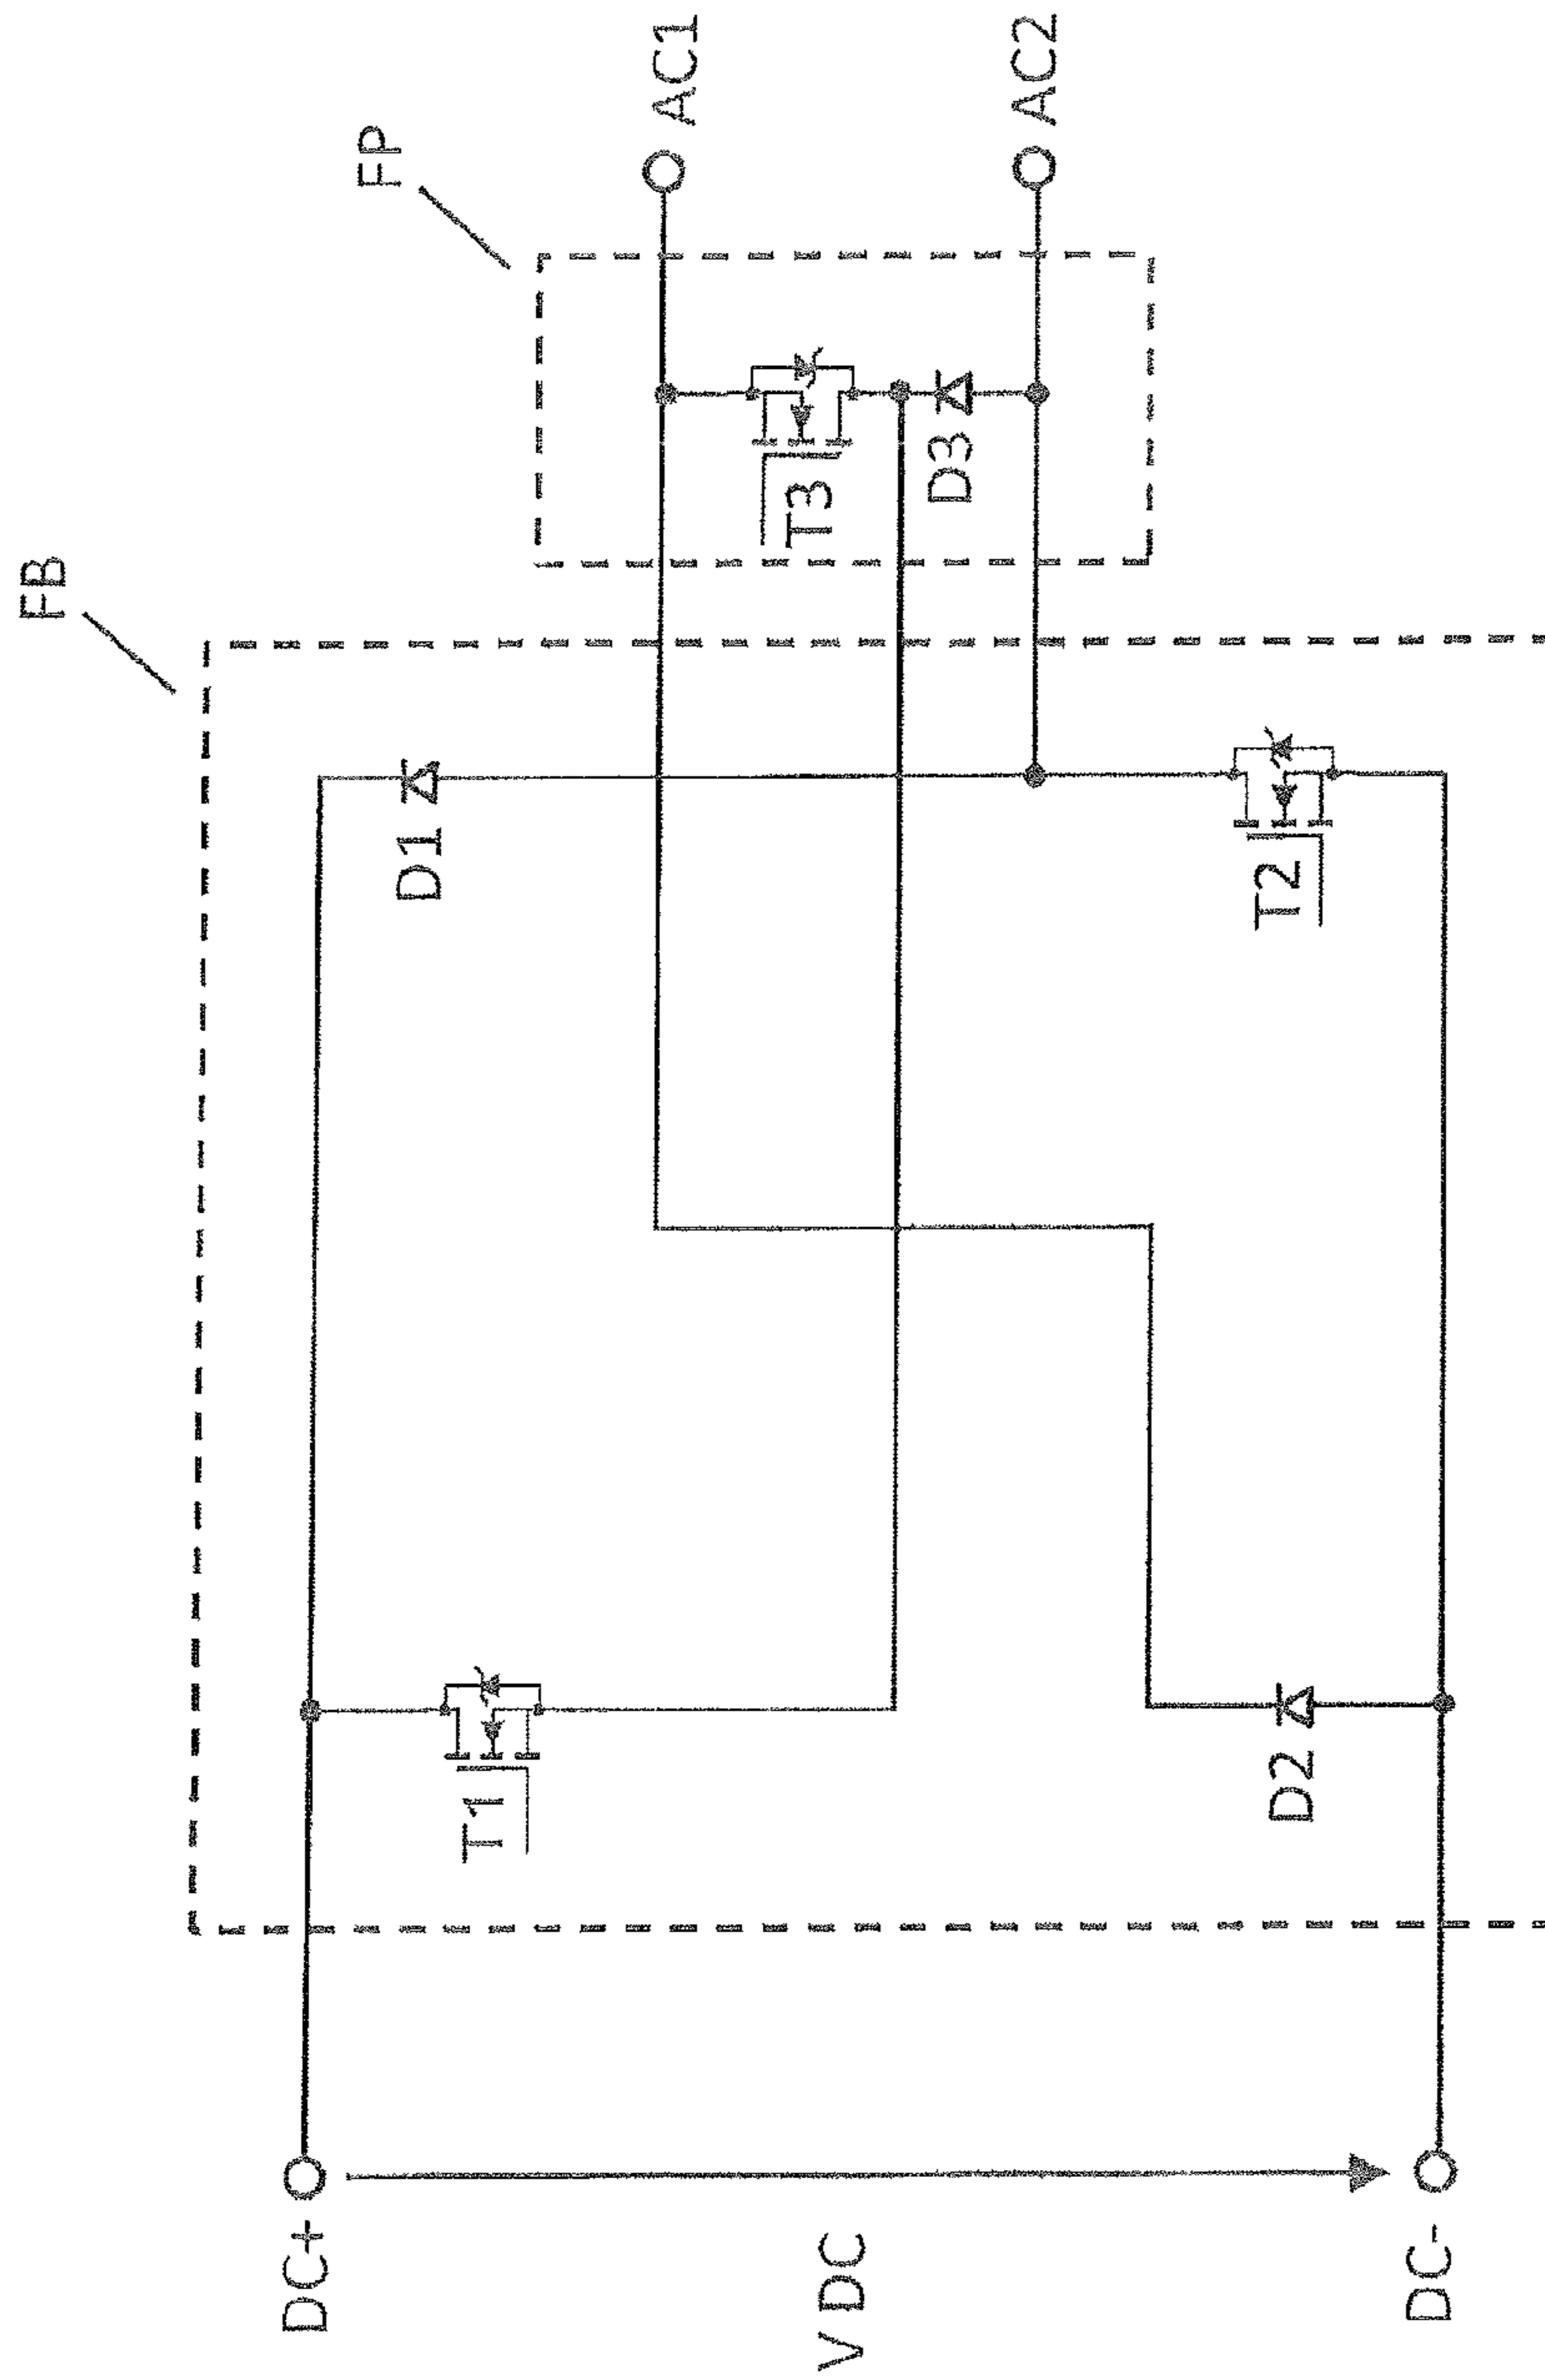 FB
FP
DC+
T1
D1
T3
AC1
V DC
D3
AC2
D2
T2
DC-